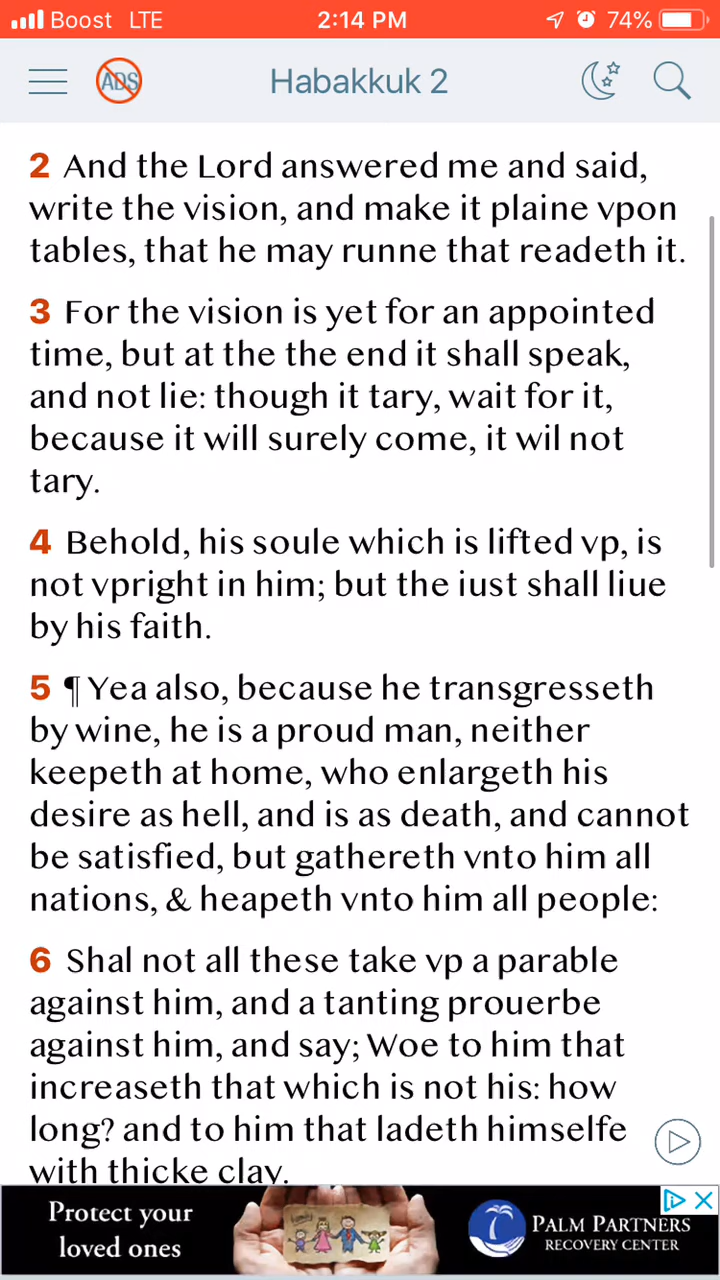 Boost LTE 2:14 PM 74%
ADS Habakkuk 2
2 And the Lord answered me and said,
write the vision, and make it plaine vpon
tables, that he may runne that readeth it.
3 For the vision is yet for an appointed
time, but at the the end it shall speak,
and not lie: though it tary, wait for it,
because it will surely come, it wil not
tary.
4 Behold, his soule which is lifted vp, is
not vpright in him; but the iust shall liue
by his faith.
5 ¶ Yea also, because he transgresseth
by wine, he is a proud man, neither
keepeth at home, who enlargeth his
desire as hell, and is as death, and cannot
be satisfied, but gathereth vnto him all
nations, & heapeth vnto him all people:
6 Shal not all these take vp a parable
against him, and a tanting prouerbe
against him, and say; Woe to him that
increaseth that which is not his: how
long? and to him that ladeth himselfe
with thicke clay.
Protect your
loved ones
PALM PARTNERS
RECOVERY CENTER